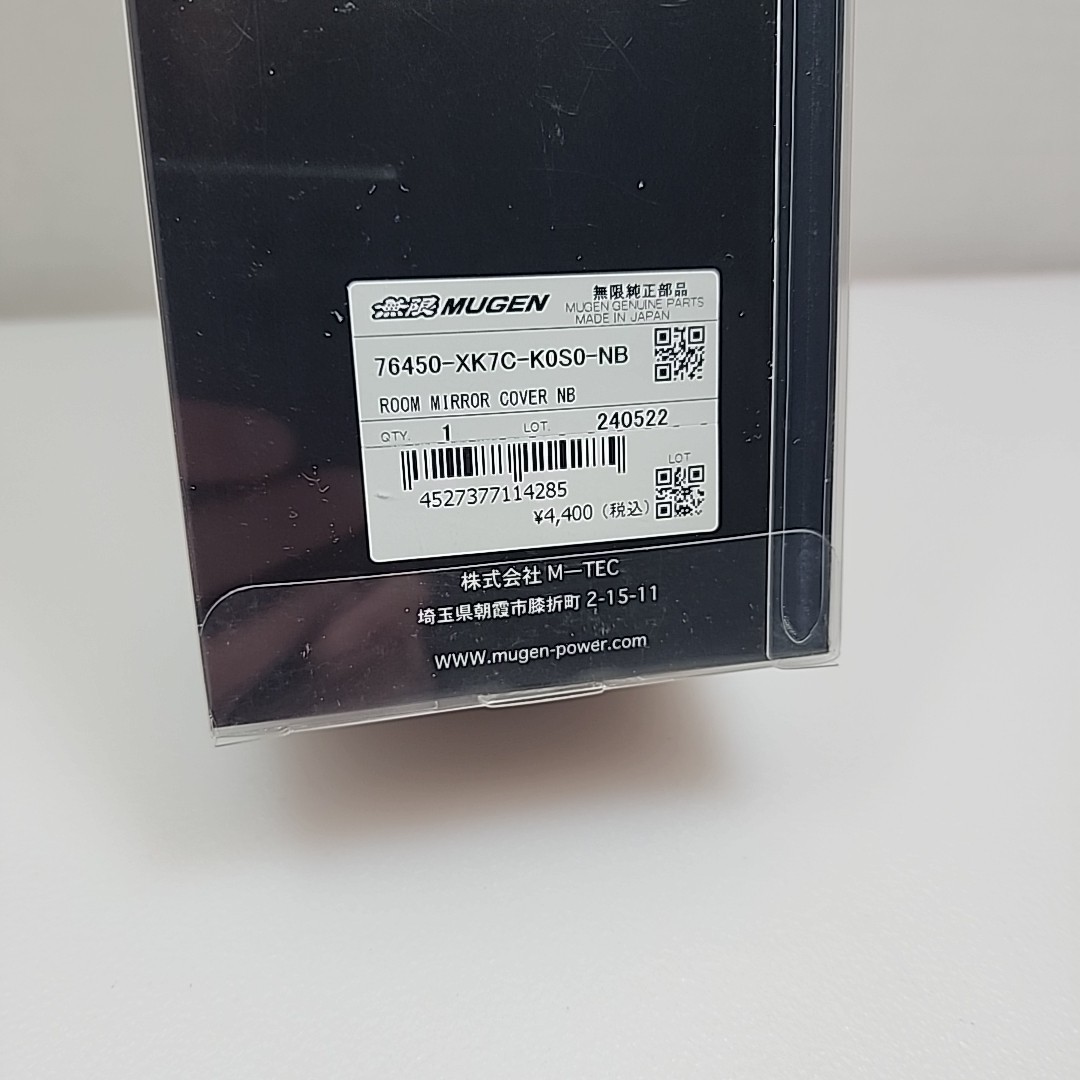 無限 MUGEN
無限純正部品
MUGEN GENUINE PARTS
MADE IN JAPAN
76450-XK7C-K0S0-NB
ROOM MIRROR COVER NB
QTY. 1 LOT. 240522
4527377114285
LOT
¥4,400（税込）
株式会社 M—TEC
埼玉県朝霞市膝折町 2-15-11
www.mugen-power.com